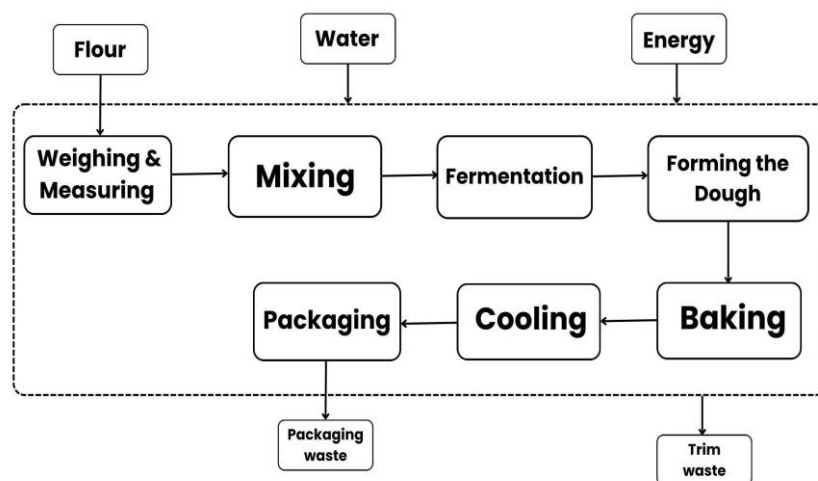 Flour
Water
Energy
Weighing &
Measuring
Mixing
Fermentation
Forming the
Dough
Packaging
Cooling
Baking
Packaging
waste
Trim
waste